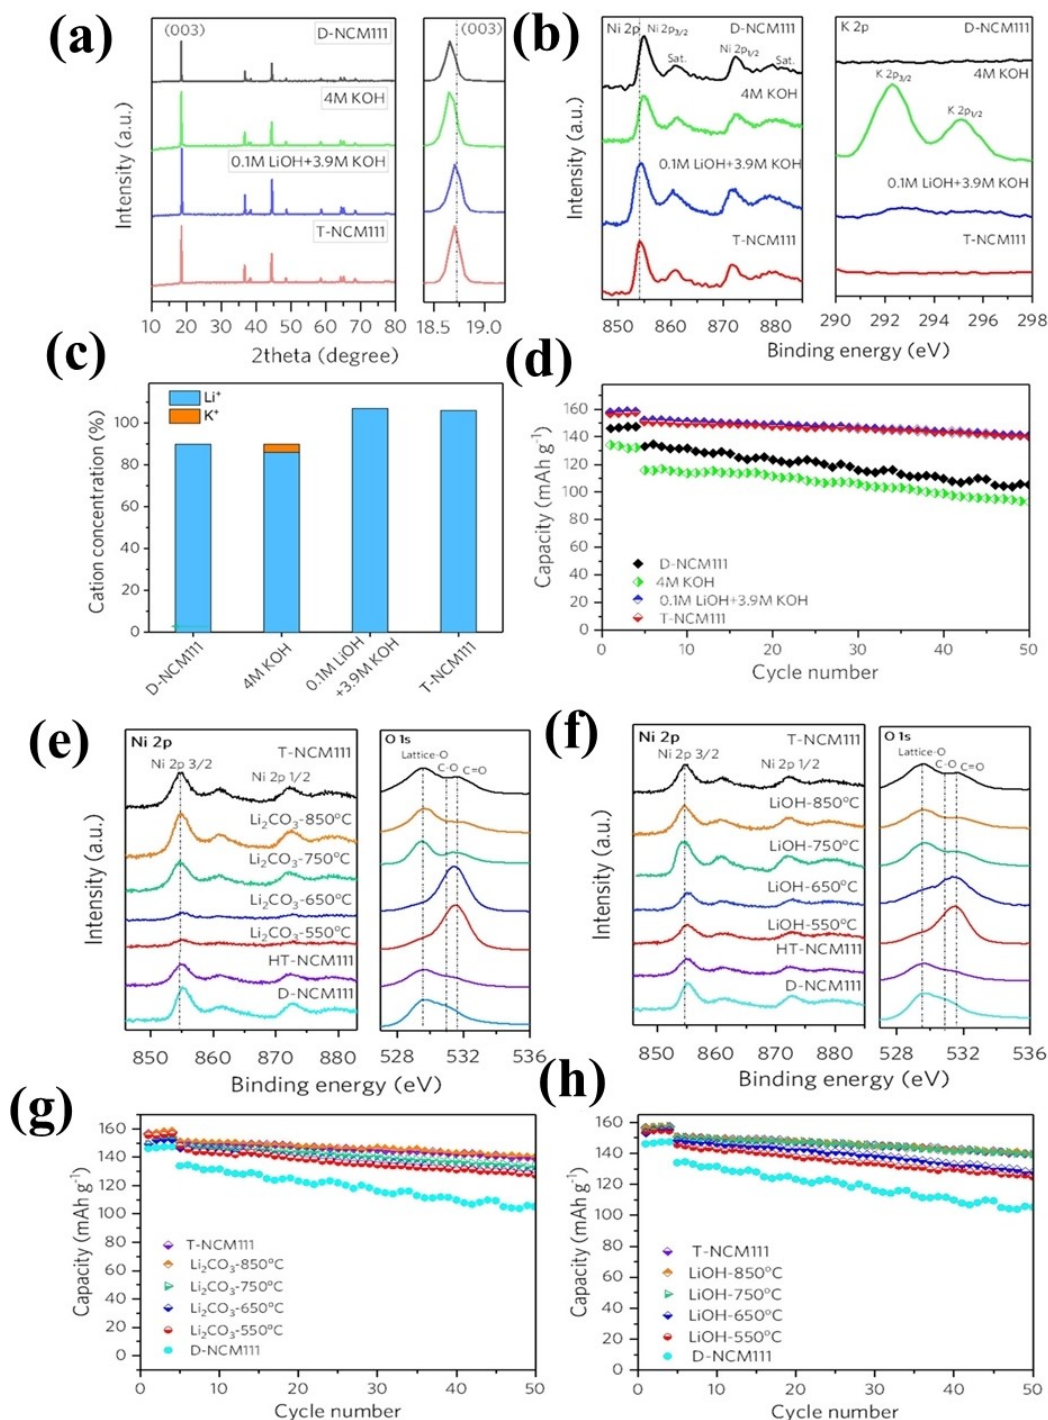 (a)
(003)
D-NCM111
4M KOH
0.1M LiOH+3.9M KOH
T-NCM111
(003)
Intensity (a.u.)
10 20 30 40 50 60 70 80
18.5 19.0
2theta (degree)
(b)
Ni 2p
Ni 2p3/2
D-NCM111
Sat.
Ni 2p1/2
Sat.
4M KOH
0.1M LiOH+3.9M KOH
T-NCM111
Intensity (a.u.)
850 860 870 880
K 2p
D-NCM111
4M KOH
K 2p3/2
K 2p1/2
0.1M LiOH+3.9M KOH
T-NCM111
290 292 294 296 298
Binding energy (eV)
(c)
Li⁺
K⁺
Cation concentration (%)
100
80
60
40
20
0
D-NCM111
4M KOH
0.1M LiOH
+3.9M KOH
T-NCM111
(d)
Capacity (mAh g⁻¹)
160
140
120
100
80
60
40
20
0
D-NCM111
4M KOH
0.1M LiOH+3.9M KOH
T-NCM111
0 10 20 30 40 50
Cycle number
(e)
Ni 2p
T-NCM111
Ni 2p 3/2
Ni 2p 1/2
Li₂CO₃-850°C
Li₂CO₃-750°C
Li₂CO₃-650°C
Li₂CO₃-550°C
HT-NCM111
D-NCM111
Intensity (a.u.)
850 860 870 880
O 1s
Lattice-O
C-O
C=O
528 532 536
Binding energy (eV)
(f)
Ni 2p
T-NCM111
Ni 2p 3/2
Ni 2p 1/2
LiOH-850°C
LiOH-750°C
LiOH-650°C
LiOH-550°C
HT-NCM111
D-NCM111
Intensity (a.u.)
850 860 870 880
O 1s
Lattice-O
C-O
C=O
528 532 536
Binding energy (eV)
(g)
Capacity (mAh g⁻¹)
160
140
120
100
80
60
40
20
0
T-NCM111
Li₂CO₃-850°C
Li₂CO₃-750°C
Li₂CO₃-650°C
Li₂CO₃-550°C
D-NCM111
0 10 20 30 40 50
Cycle number
(h)
Capacity (mAh g⁻¹)
160
140
120
100
80
60
40
20
0
T-NCM111
LiOH-850°C
LiOH-750°C
LiOH-650°C
LiOH-550°C
D-NCM111
0 10 20 30 40 50
Cycle number